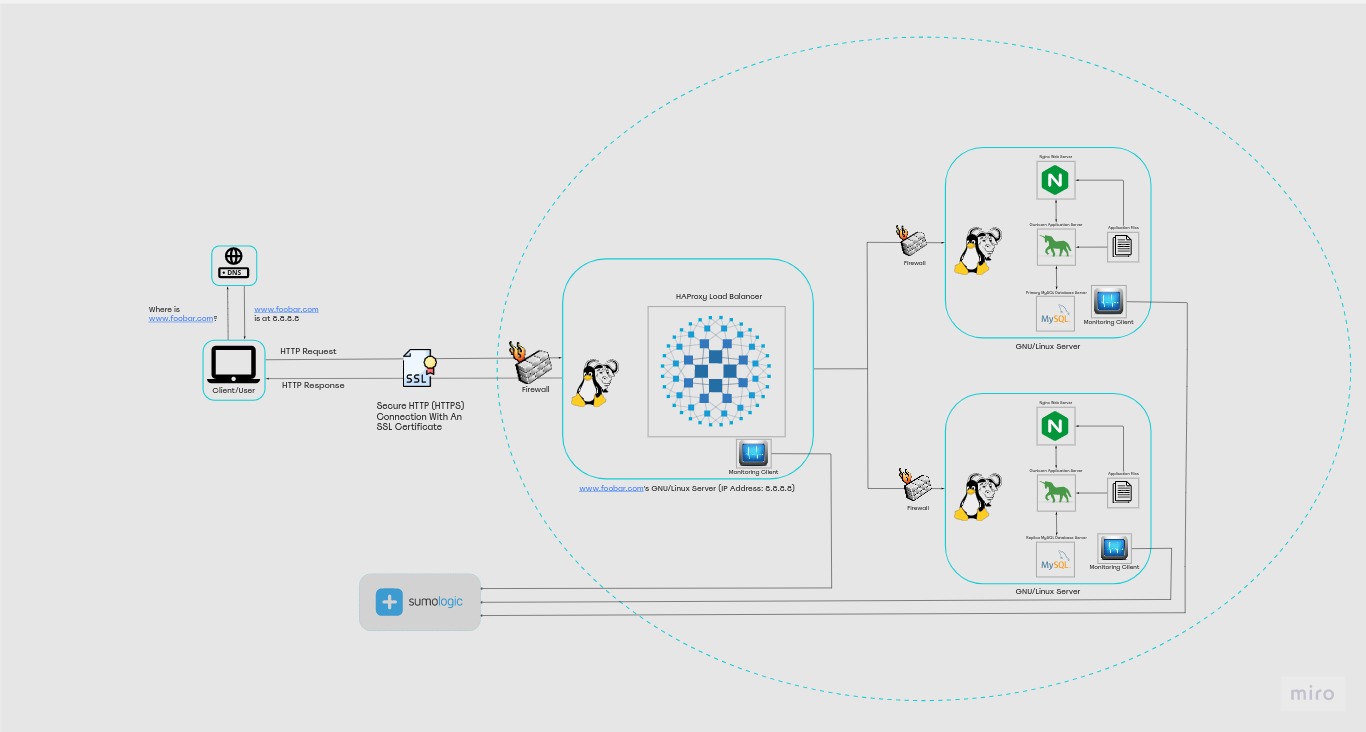 DNS
Where is
www.foobar.com?
www.foobar.com
is at 8.8.8.8
Client/User
HTTP Request
HTTP Response
SSL
Secure HTTP (HTTPS)
Connection With An
SSL Certificate
Firewall
HAProxy Load Balancer
Monitoring Client
www.foobar.com's GNU/Linux Server (IP Address: 8.8.8.8)
sumologic
Firewall
Nginx Web Server
N
Gunicorn Application Server
Application Files
Primary MySQL Database Server
MySQL
Monitoring Client
GNU/Linux Server
Firewall
Nginx Web Server
N
Gunicorn Application Server
Application Files
Replica MySQL Database Server
MySQL
Monitoring Client
GNU/Linux Server
miro